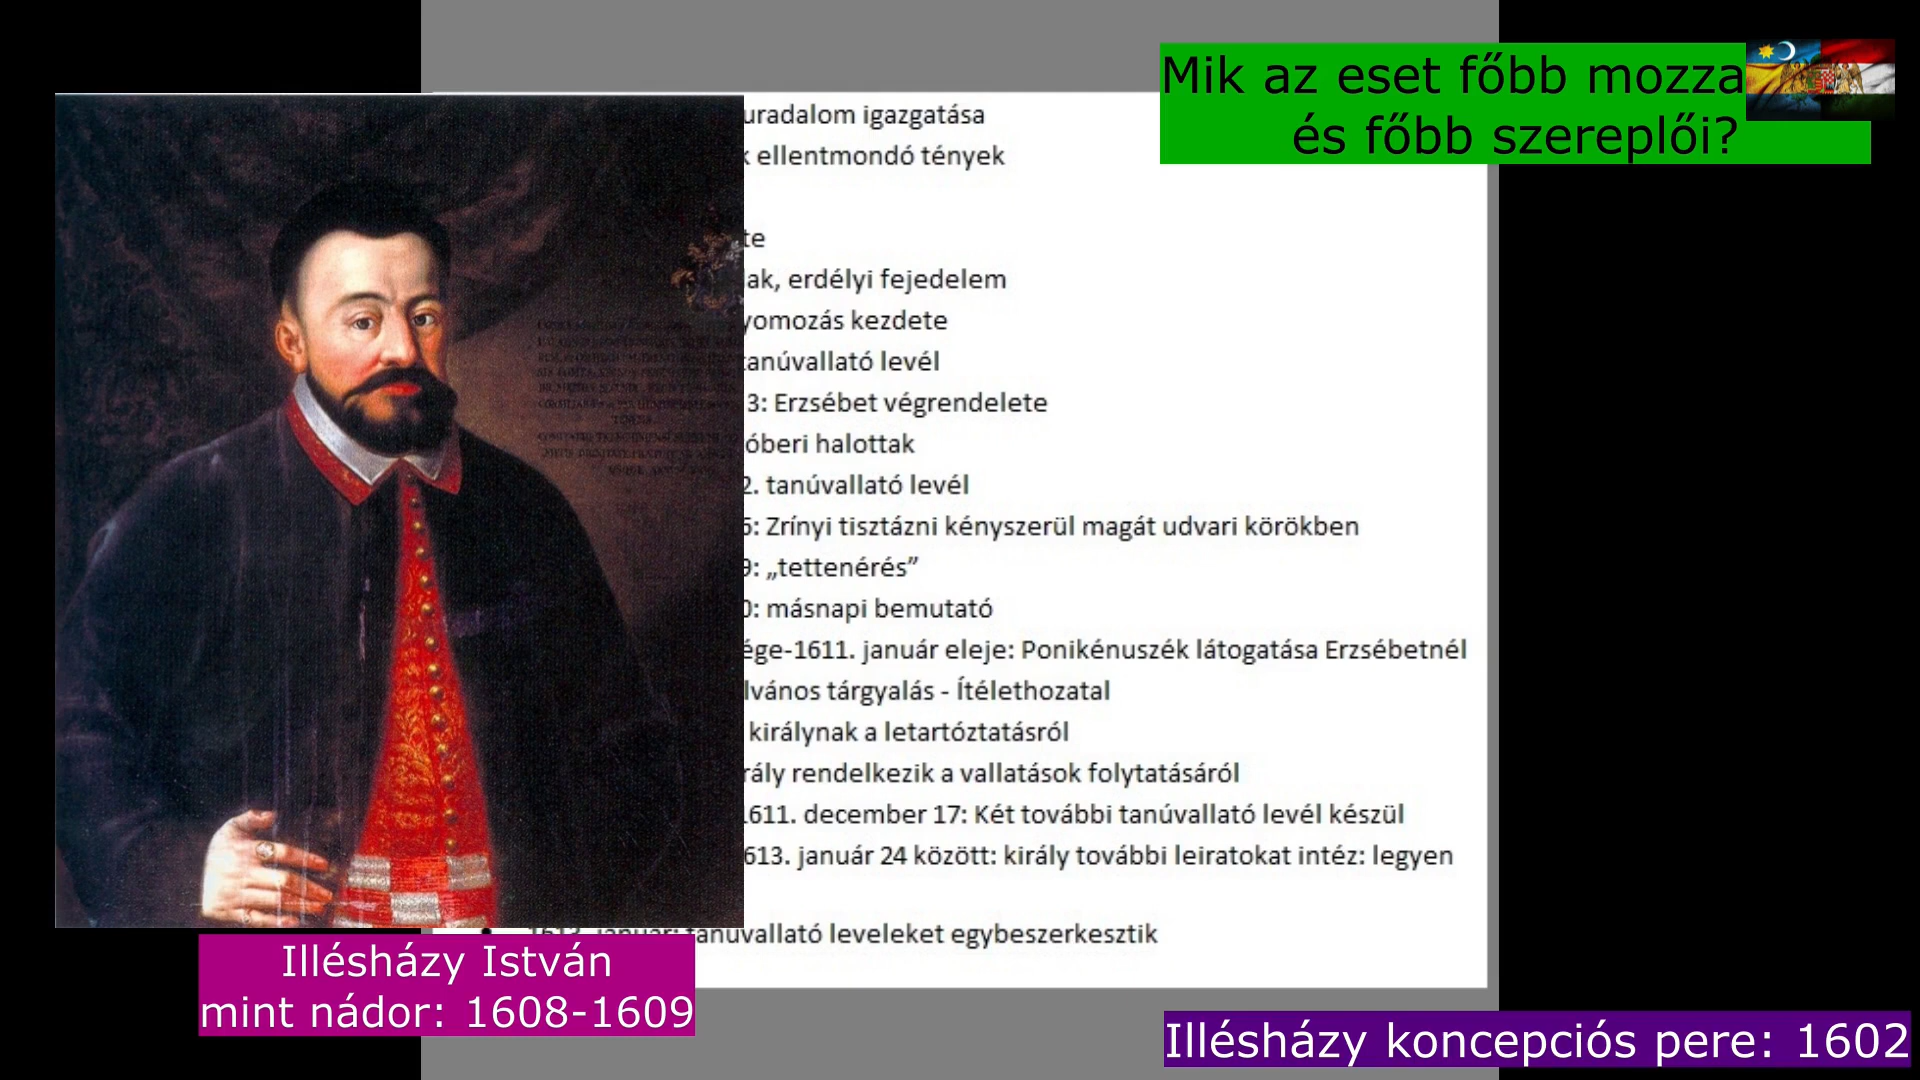 Mik az eset főbb mozza
és főbb szereplői?
uradalom igazgatása
ellentmondó tények
te
ak, erdélyi fejedelem
yomozás kezdete
tanúvallató levél
3: Erzsébet végrendelete
óberi halottak
2. tanúvallató levél
6: Zrínyi tisztázni kényszerül magát udvari körökben
9: „tettenérés”
0: másnapi bemutató
ége-1611. január eleje: Ponikénuszék látogatása Erzsébetnél
lvános tárgyalás - Ítélethozatal
királynak a letartóztatásról
rály rendelkezik a vallatások folytatásáról
1611. december 17: Két további tanúvallató levél készül
613. január 24 között: király további leiratokat intéz: legyen
1613. január: tanúvallató leveleket egybeszerkesztik
Illésházy István
mint nádor: 1608-1609
Illésházy koncepciós pere: 1602